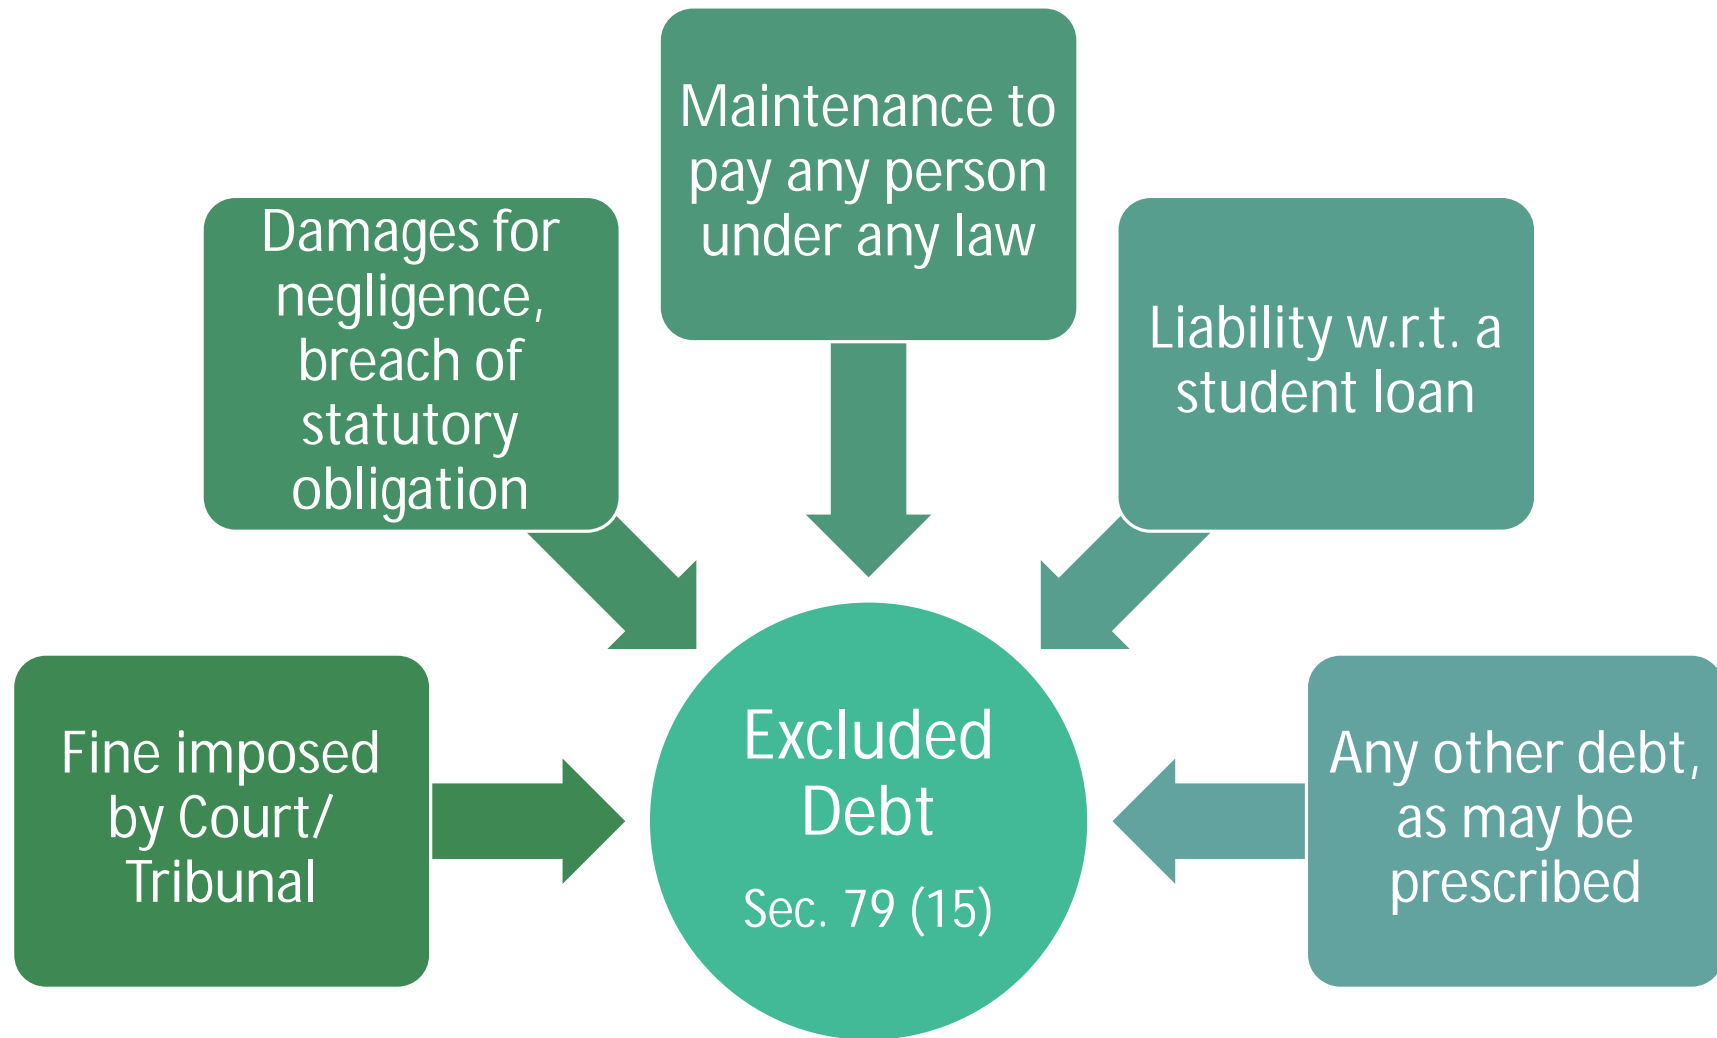 Maintenance to
pay any person
under any law
Damages for
negligence,
breach of
statutory
obligation
Liability w.r.t. a
student loan
Fine imposed
by Court/
Tribunal
Excluded
Debt
Sec. 79 (15)
Any other debt,
as may be
prescribed